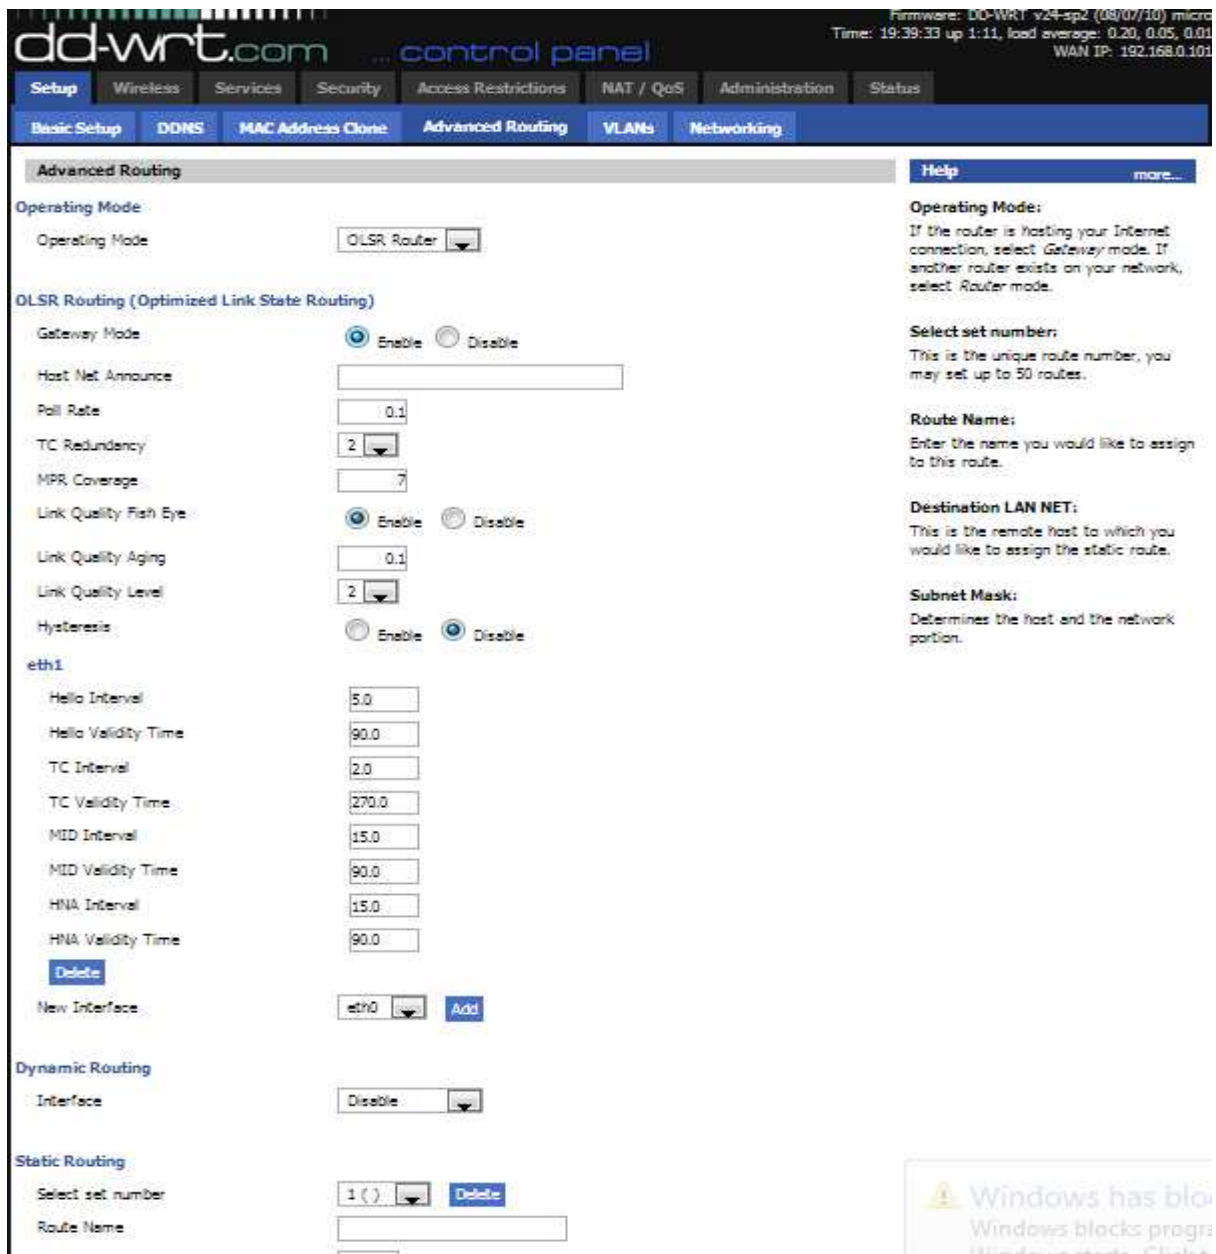 Firmware: DD-WRT v24-sp2 (08/07/10) micro
Time: 19:39:33 up 1:11, load average: 0.20, 0.05, 0.01
WAN IP: 192.168.0.101
dd-wrt.com ... control panel
Setup Wireless Services Security Access Restrictions NAT / QoS Administration Status
Basic Setup DDNS MAC Address Clone Advanced Routing VLANs Networking
Advanced Routing
Operating Mode
Operating Mode OLSR Router
OLSR Routing (Optimized Link State Routing)
Gateway Mode Enable Disable
Host Net Announce
Poll Rate 0.1
TC Redundancy 2
MPR Coverage 7
Link Quality Fish Eye Enable Disable
Link Quality Aging 0.1
Link Quality Level 2
Hysteresis Enable Disable
eth1
Hello Interval 5.0
Hello Validity Time 90.0
TC Interval 2.0
TC Validity Time 270.0
MID Interval 15.0
MID Validity Time 90.0
HNA Interval 15.0
HNA Validity Time 90.0
Delete
New Interface eth0 Add
Dynamic Routing
Interface Disable
Static Routing
Select set number 1 ( ) Delete
Route Name
Help more...
Operating Mode:
If the router is hosting your Internet
connection, select Gateway mode. If
another router exists on your network,
select Router mode.
Select set number:
This is the unique route number, you
may set up to 50 routes.
Route Name:
Enter the name you would like to assign
to this route.
Destination LAN NET:
This is the remote host to which you
would like to assign the static route.
Subnet Mask:
Determines the host and the network
portion.
Windows has blo
Windows blocks progra